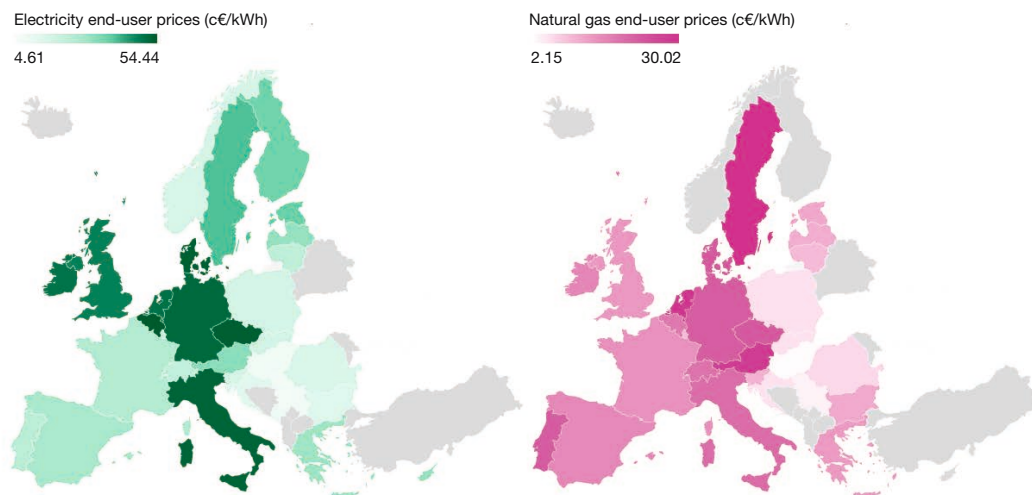 Electricity end-user prices (c€/kWh)
4.61 54.44
Natural gas end-user prices (c€/kWh)
2.15 30.02